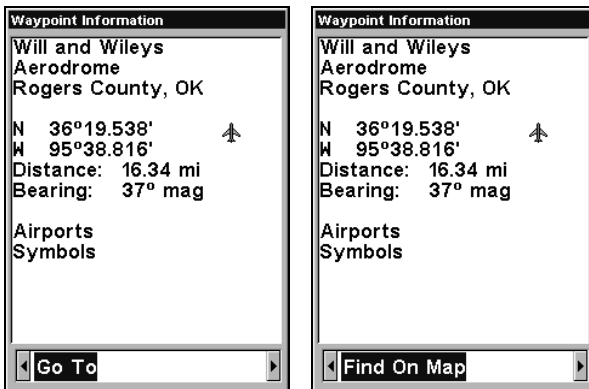 Waypoint Information
Will and Wileys
Aerodrome
Rogers County, OK
N 36º19.538'
W 95º38.816'
Distance: 16.34 mi
Bearing: 37º mag
Airports
Symbols
Go To
Waypoint Information
Will and Wileys
Aerodrome
Rogers County, OK
N 36º19.538'
W 95º38.816'
Distance: 16.34 mi
Bearing: 37º mag
Airports
Symbols
Find On Map